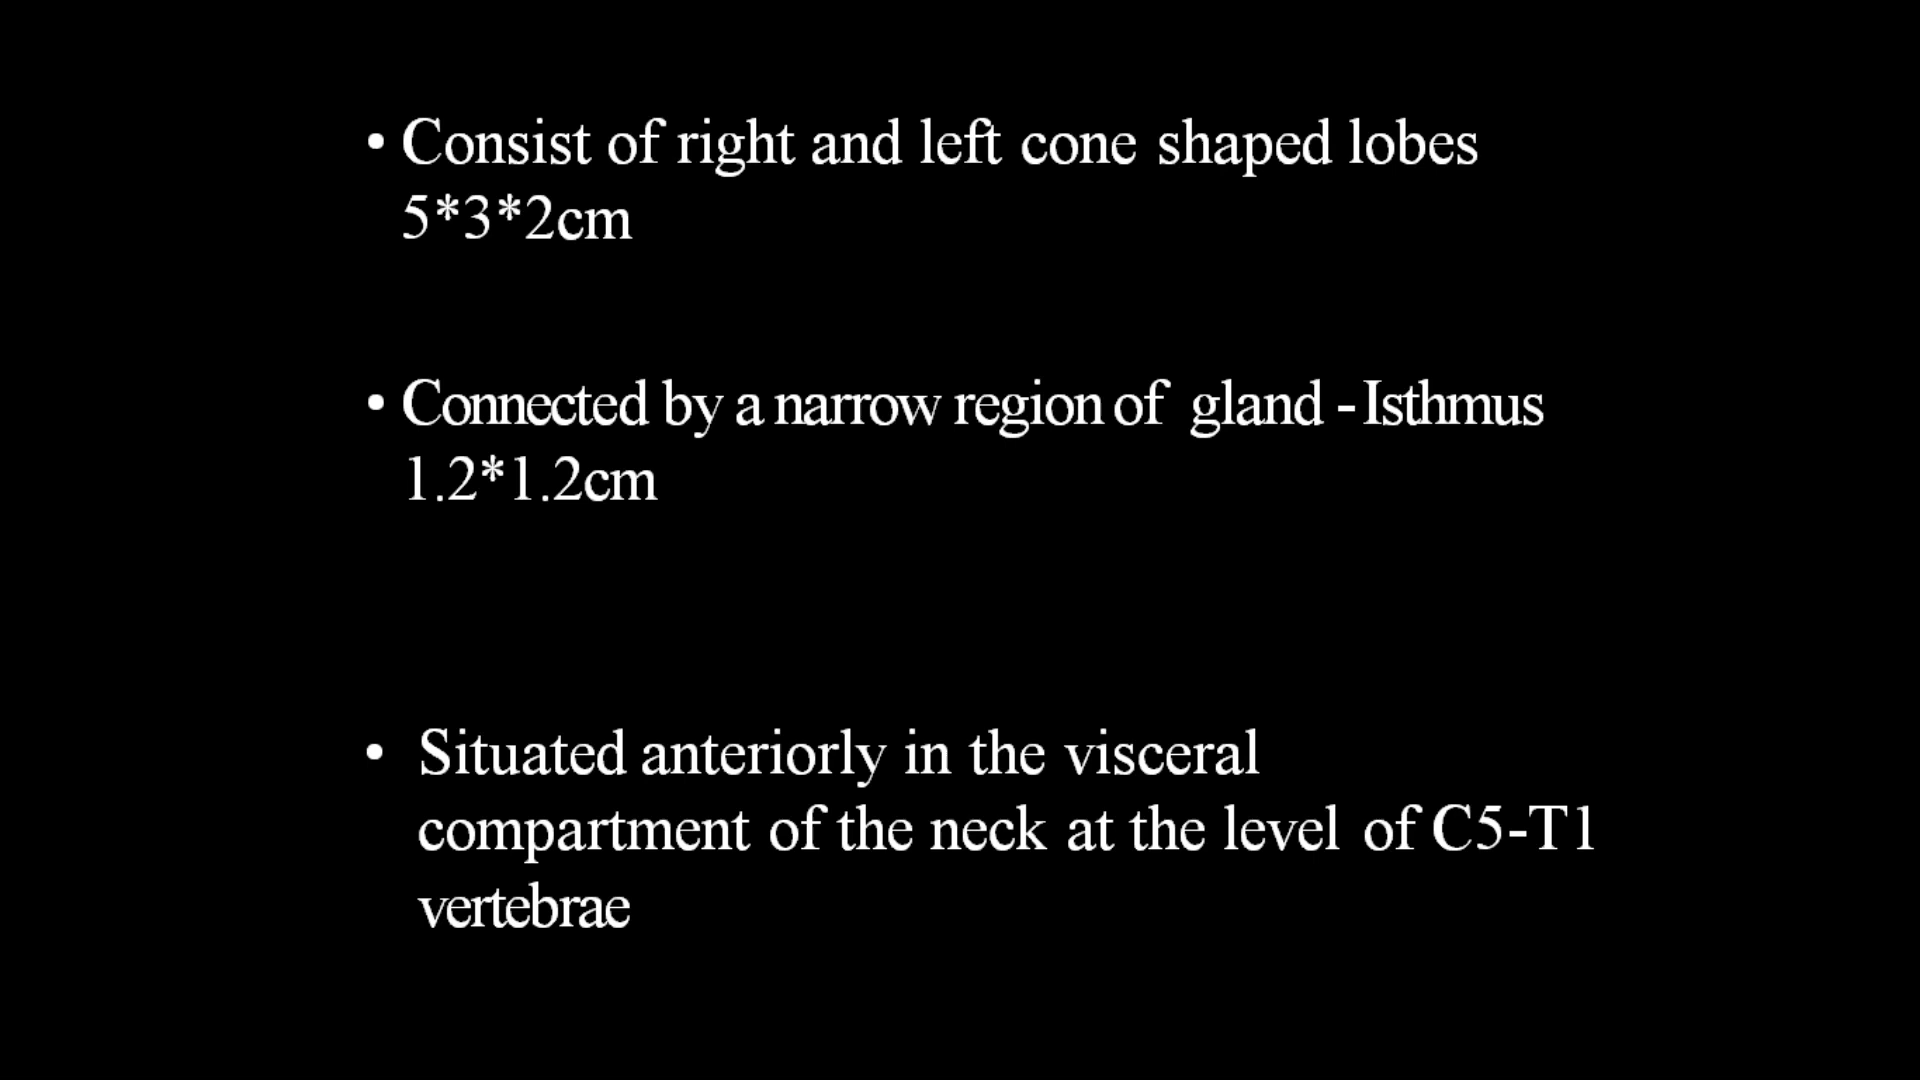 • Consist of right and left cone shaped lobes
5*3*2cm
• Connected by a narrow region of gland - Isthmus
1.2*1.2cm
• Situated anteriorly in the visceral
compartment of the neck at the level of C5-T1
vertebrae